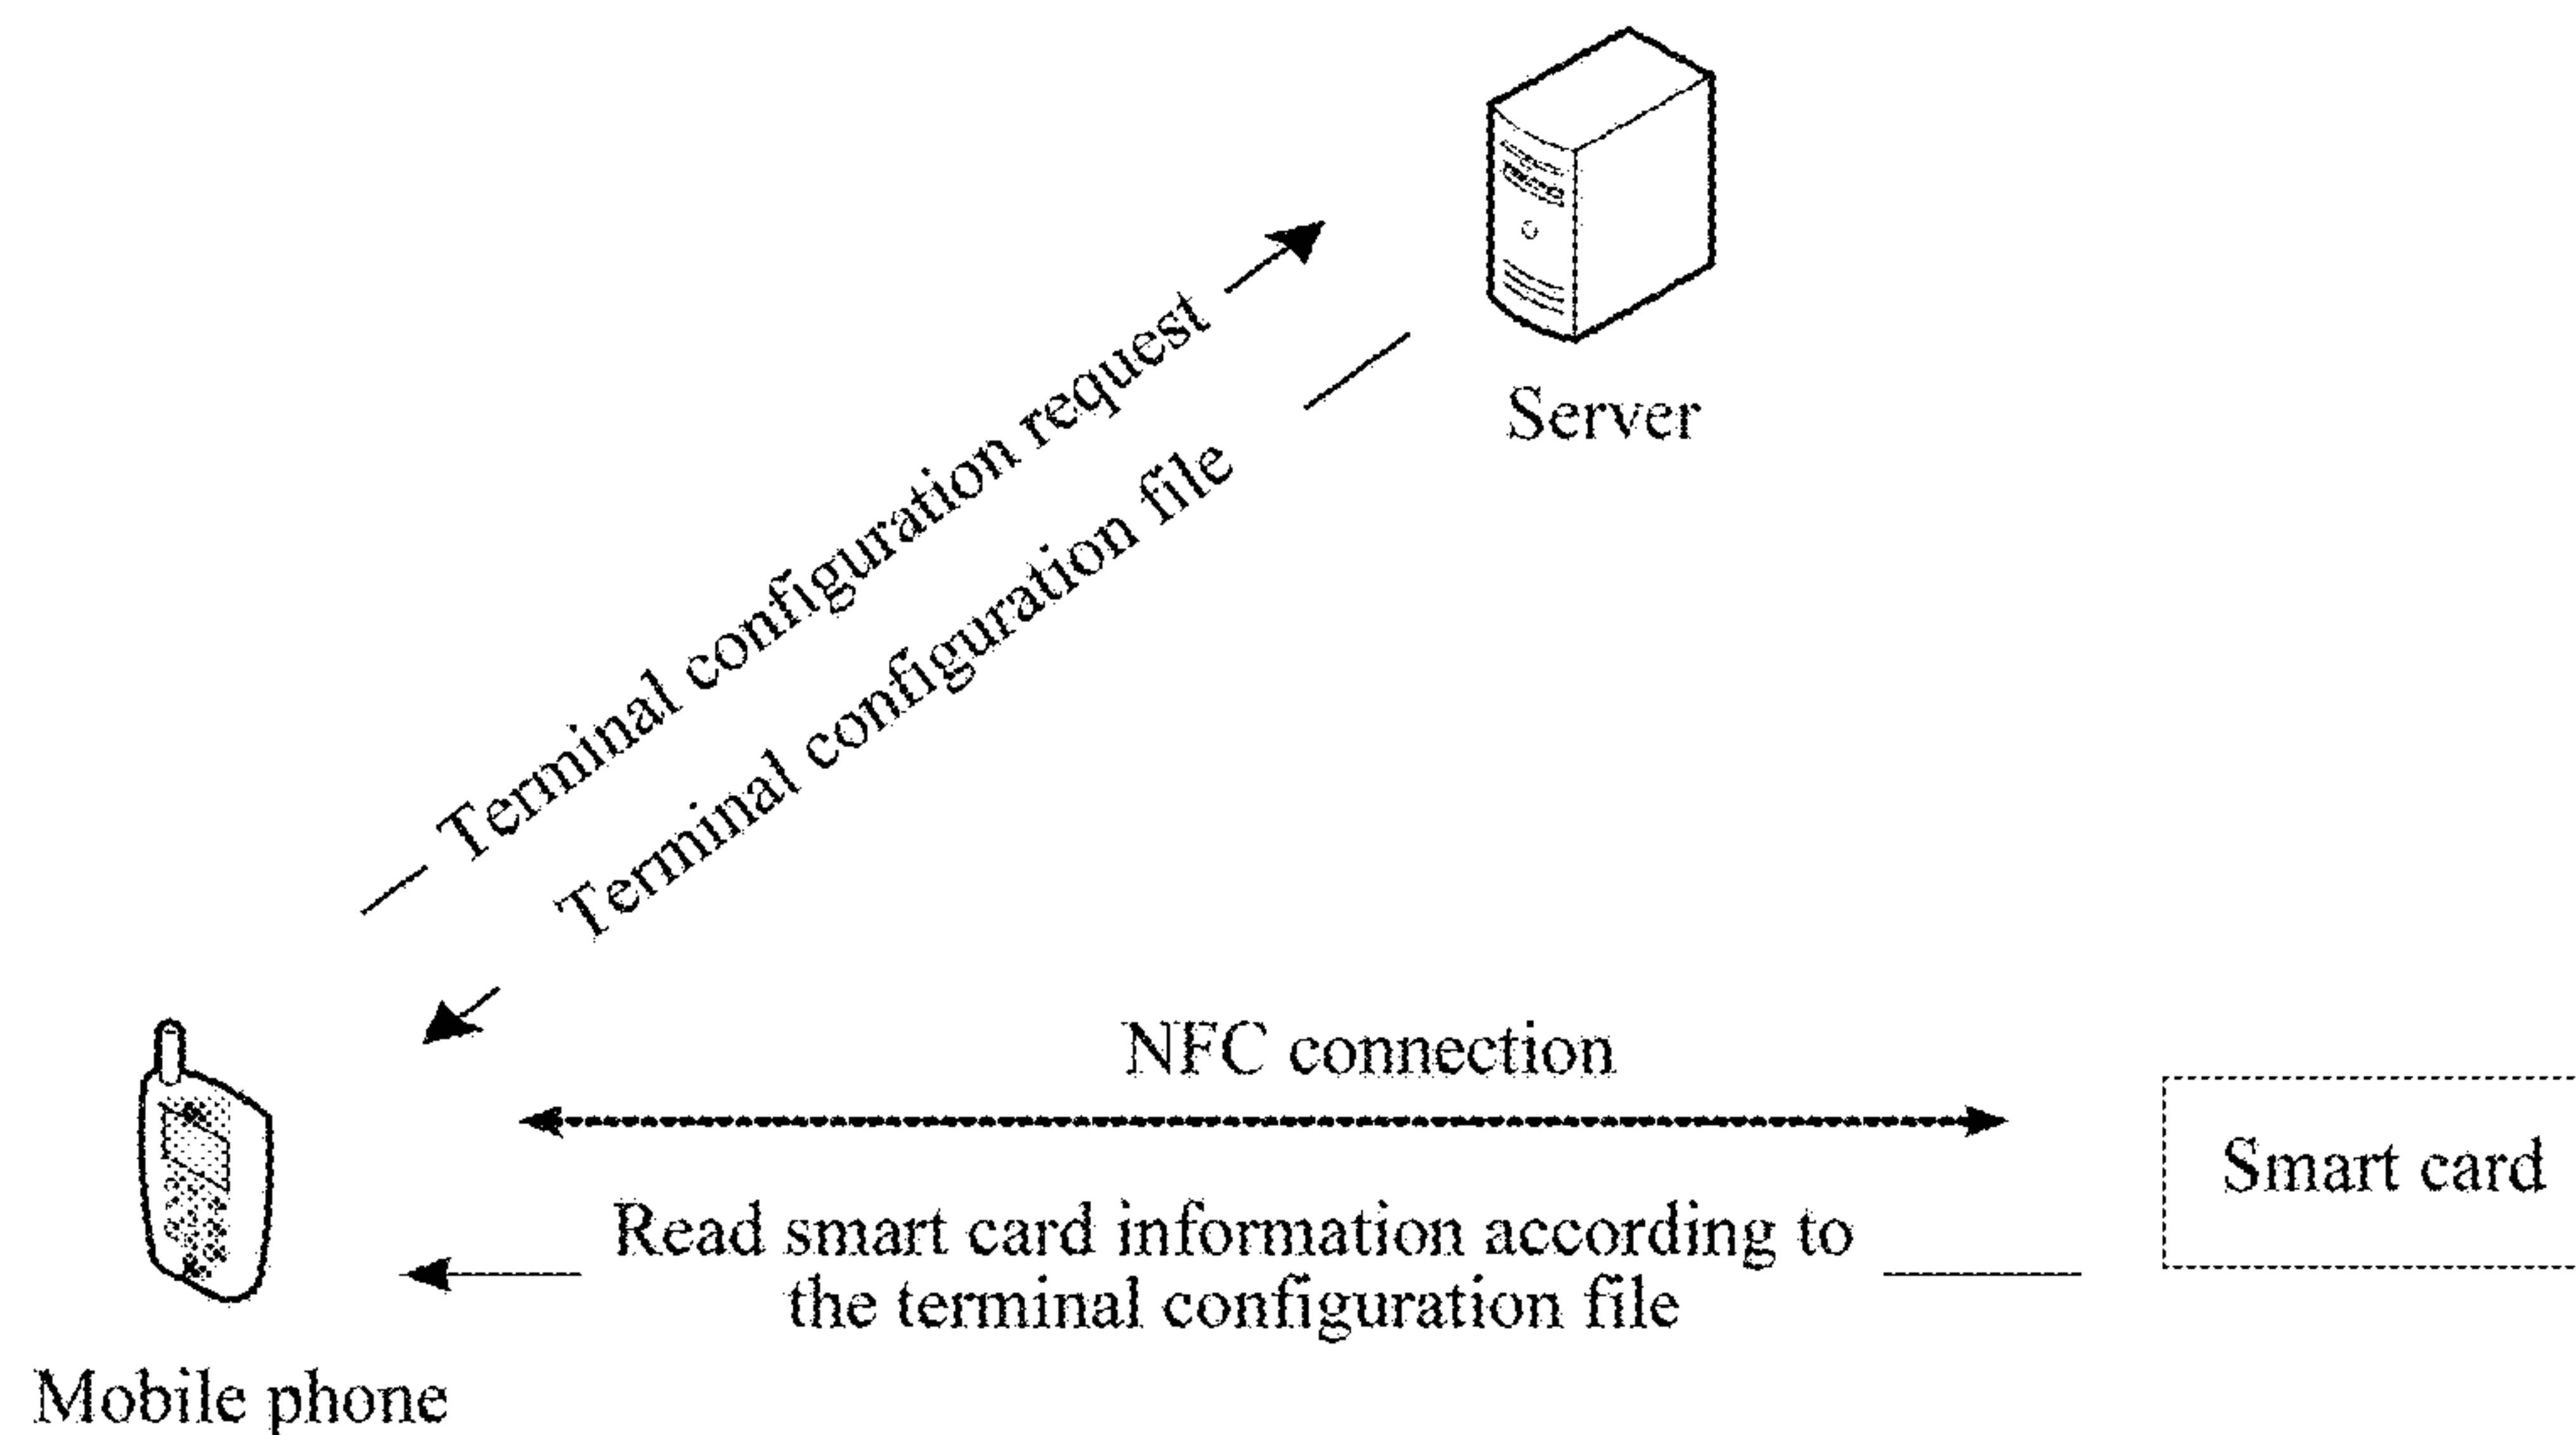 Server
Terminal configuration request
Terminal configuration file
NFC connection
Smart card
Read smart card information according to
the terminal configuration file
Mobile phone